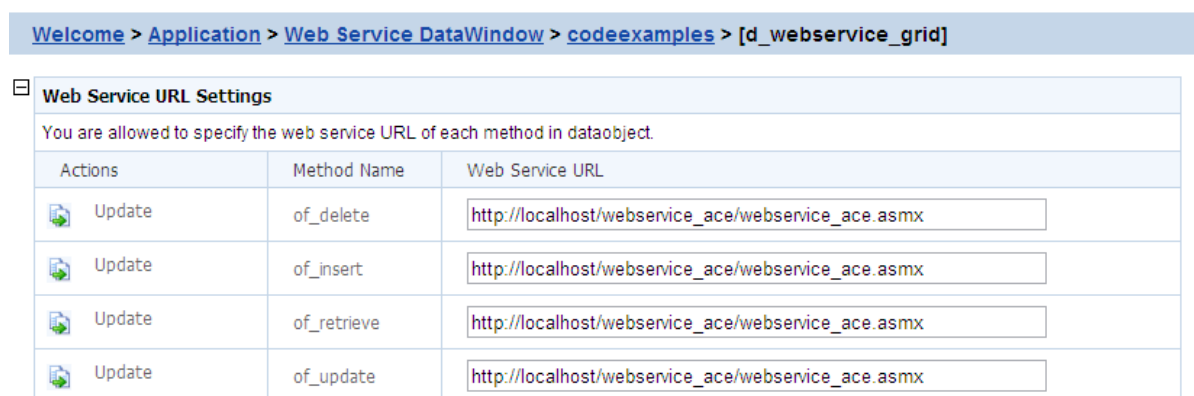 Welcome > Application > Web Service DataWindow > codeexamples > [d_webservice_grid]
Web Service URL Settings
You are allowed to specify the web service URL of each method in dataobject.
Actions Method Name Web Service URL
Update of_delete http://localhost/webservice_ace/webservice_ace.asmx
Update of_insert http://localhost/webservice_ace/webservice_ace.asmx
Update of_retrieve http://localhost/webservice_ace/webservice_ace.asmx
Update of_update http://localhost/webservice_ace/webservice_ace.asmx